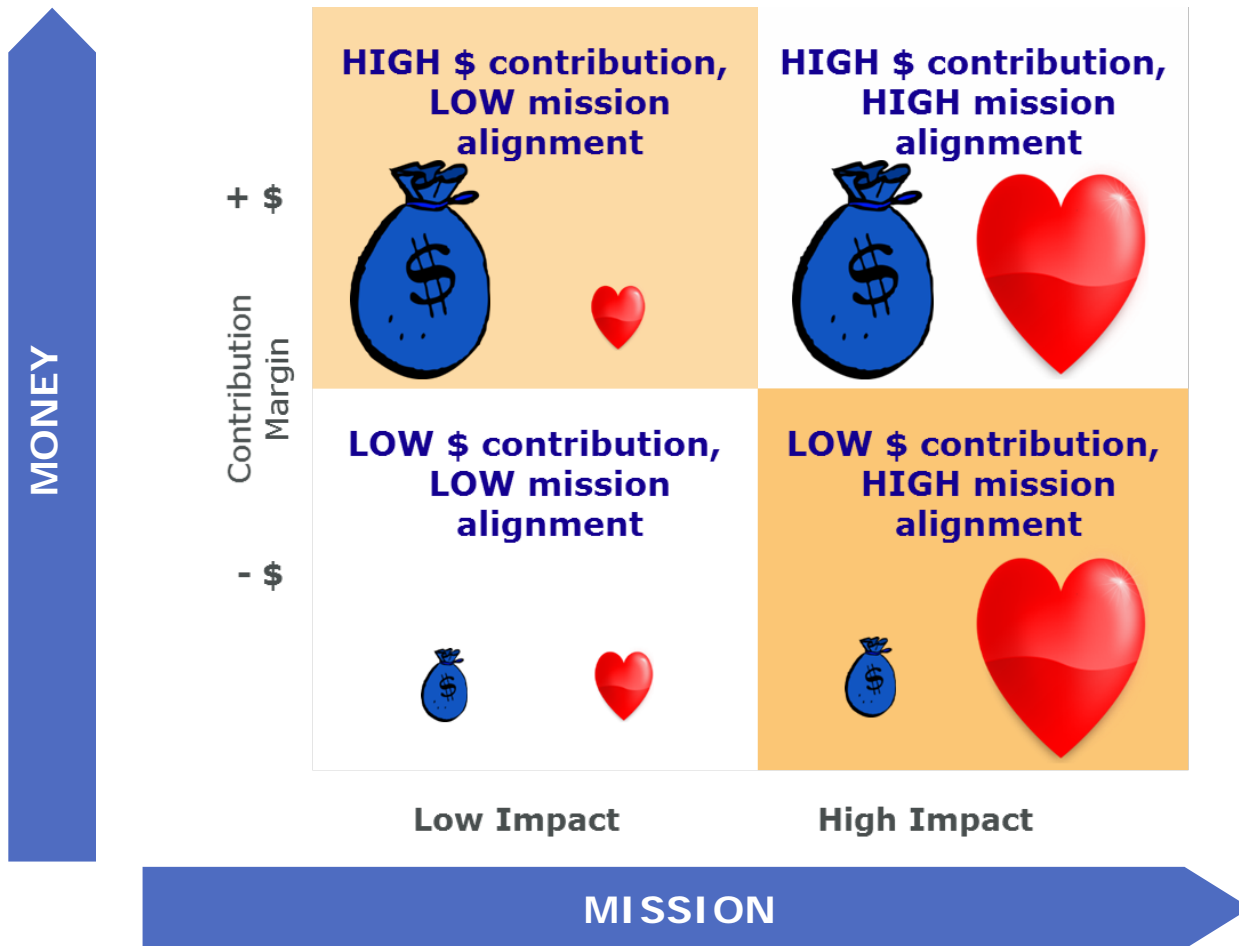 HIGH $ contribution,
LOW mission
alignment
HIGH $ contribution,
HIGH mission
alignment
+ $
$
$
MONEY
Contribution
Margin
LOW $ contribution,
LOW mission
alignment
LOW $ contribution,
HIGH mission
alignment
- $
$
$
Low Impact
High Impact
MISSION